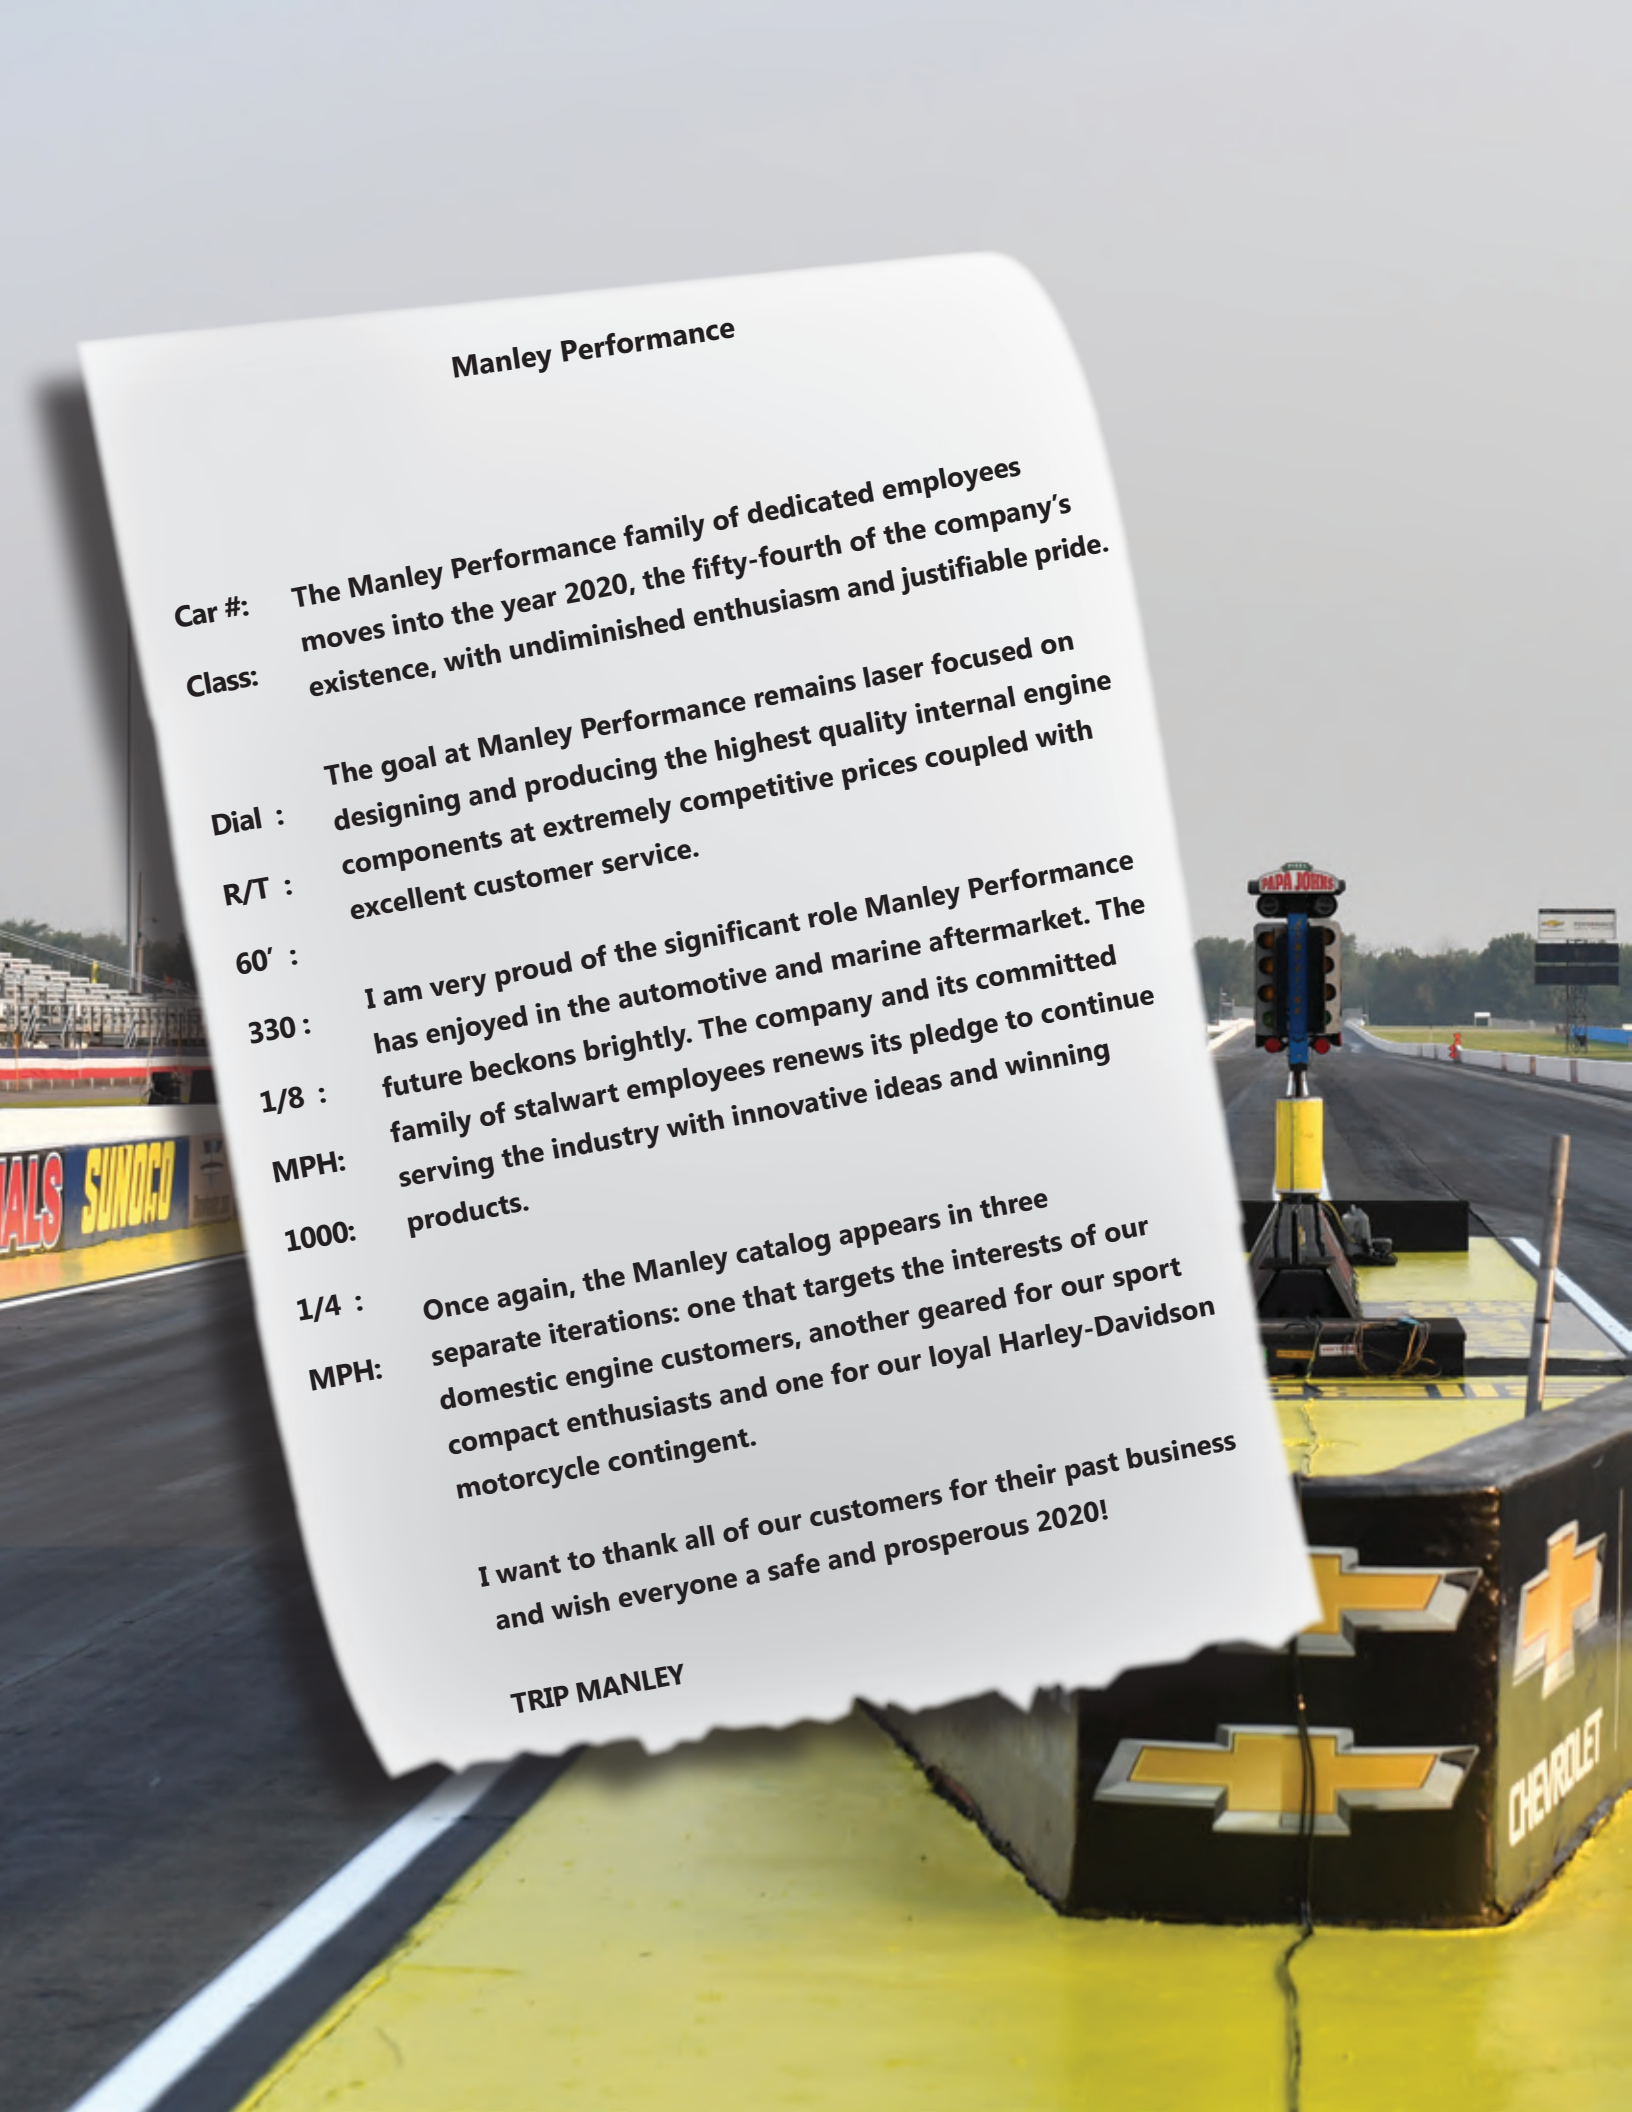 Manley Performance
Car #:
Class:
Dial :
R/T :
60' :
330 :
1/8 :
MPH:
1000:
1/4 :
MPH:
The Manley Performance family of dedicated employees
moves into the year 2020, the fifty-fourth of the company’s
existence, with undiminished enthusiasm and justifiable pride.
The goal at Manley Performance remains laser focused on
designing and producing the highest quality internal engine
components at extremely competitive prices coupled with
excellent customer service.
I am very proud of the significant role Manley Performance
has enjoyed in the automotive and marine aftermarket. The
future beckons brightly. The company and its committed
family of stalwart employees renews its pledge to continue
serving the industry with innovative ideas and winning
products.
Once again, the Manley catalog appears in three
separate iterations: one that targets the interests of our
domestic engine customers, another geared for our sport
compact enthusiasts and one for our loyal Harley-Davidson
motorcycle contingent.
I want to thank all of our customers for their past business
and wish everyone a safe and prosperous 2020!
TRIP MANLEY
PAPA JOHNS
SUNOCO
CHEVROLET